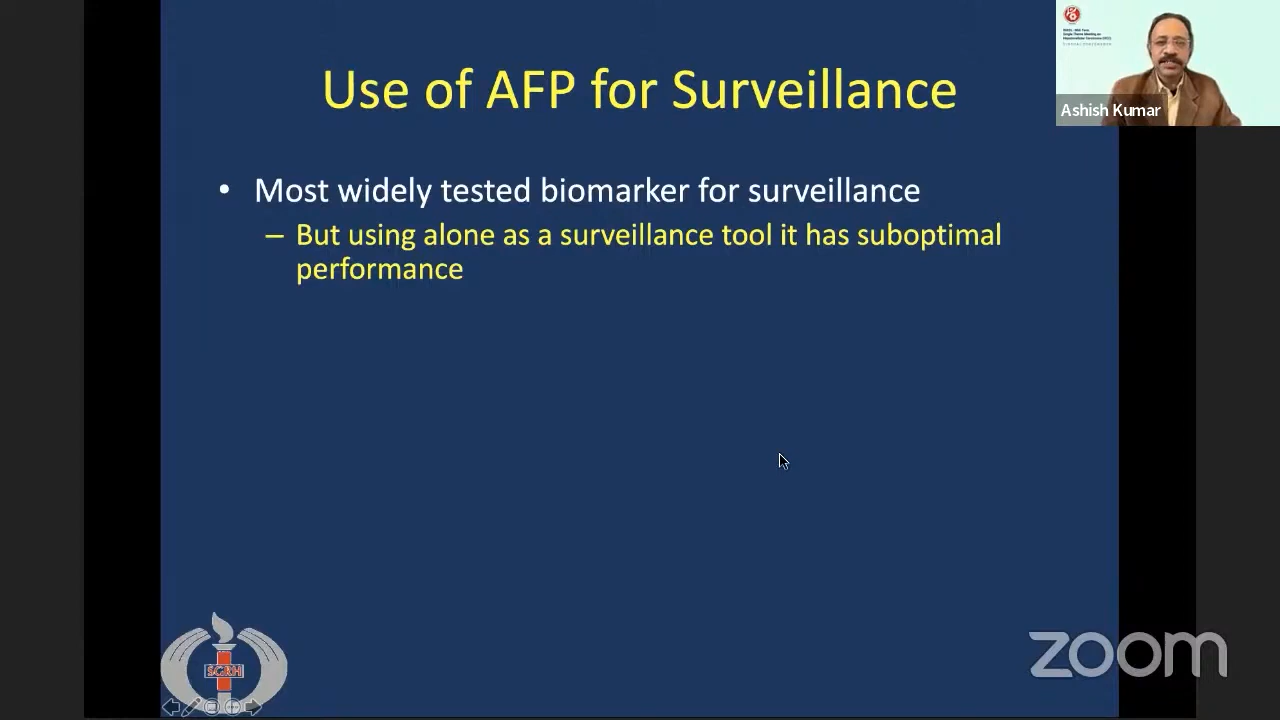 Use of AFP for Surveillance
• Most widely tested biomarker for surveillance
– But using alone as a surveillance tool it has suboptimal
performance
Ashish Kumar
SGRH
zoom